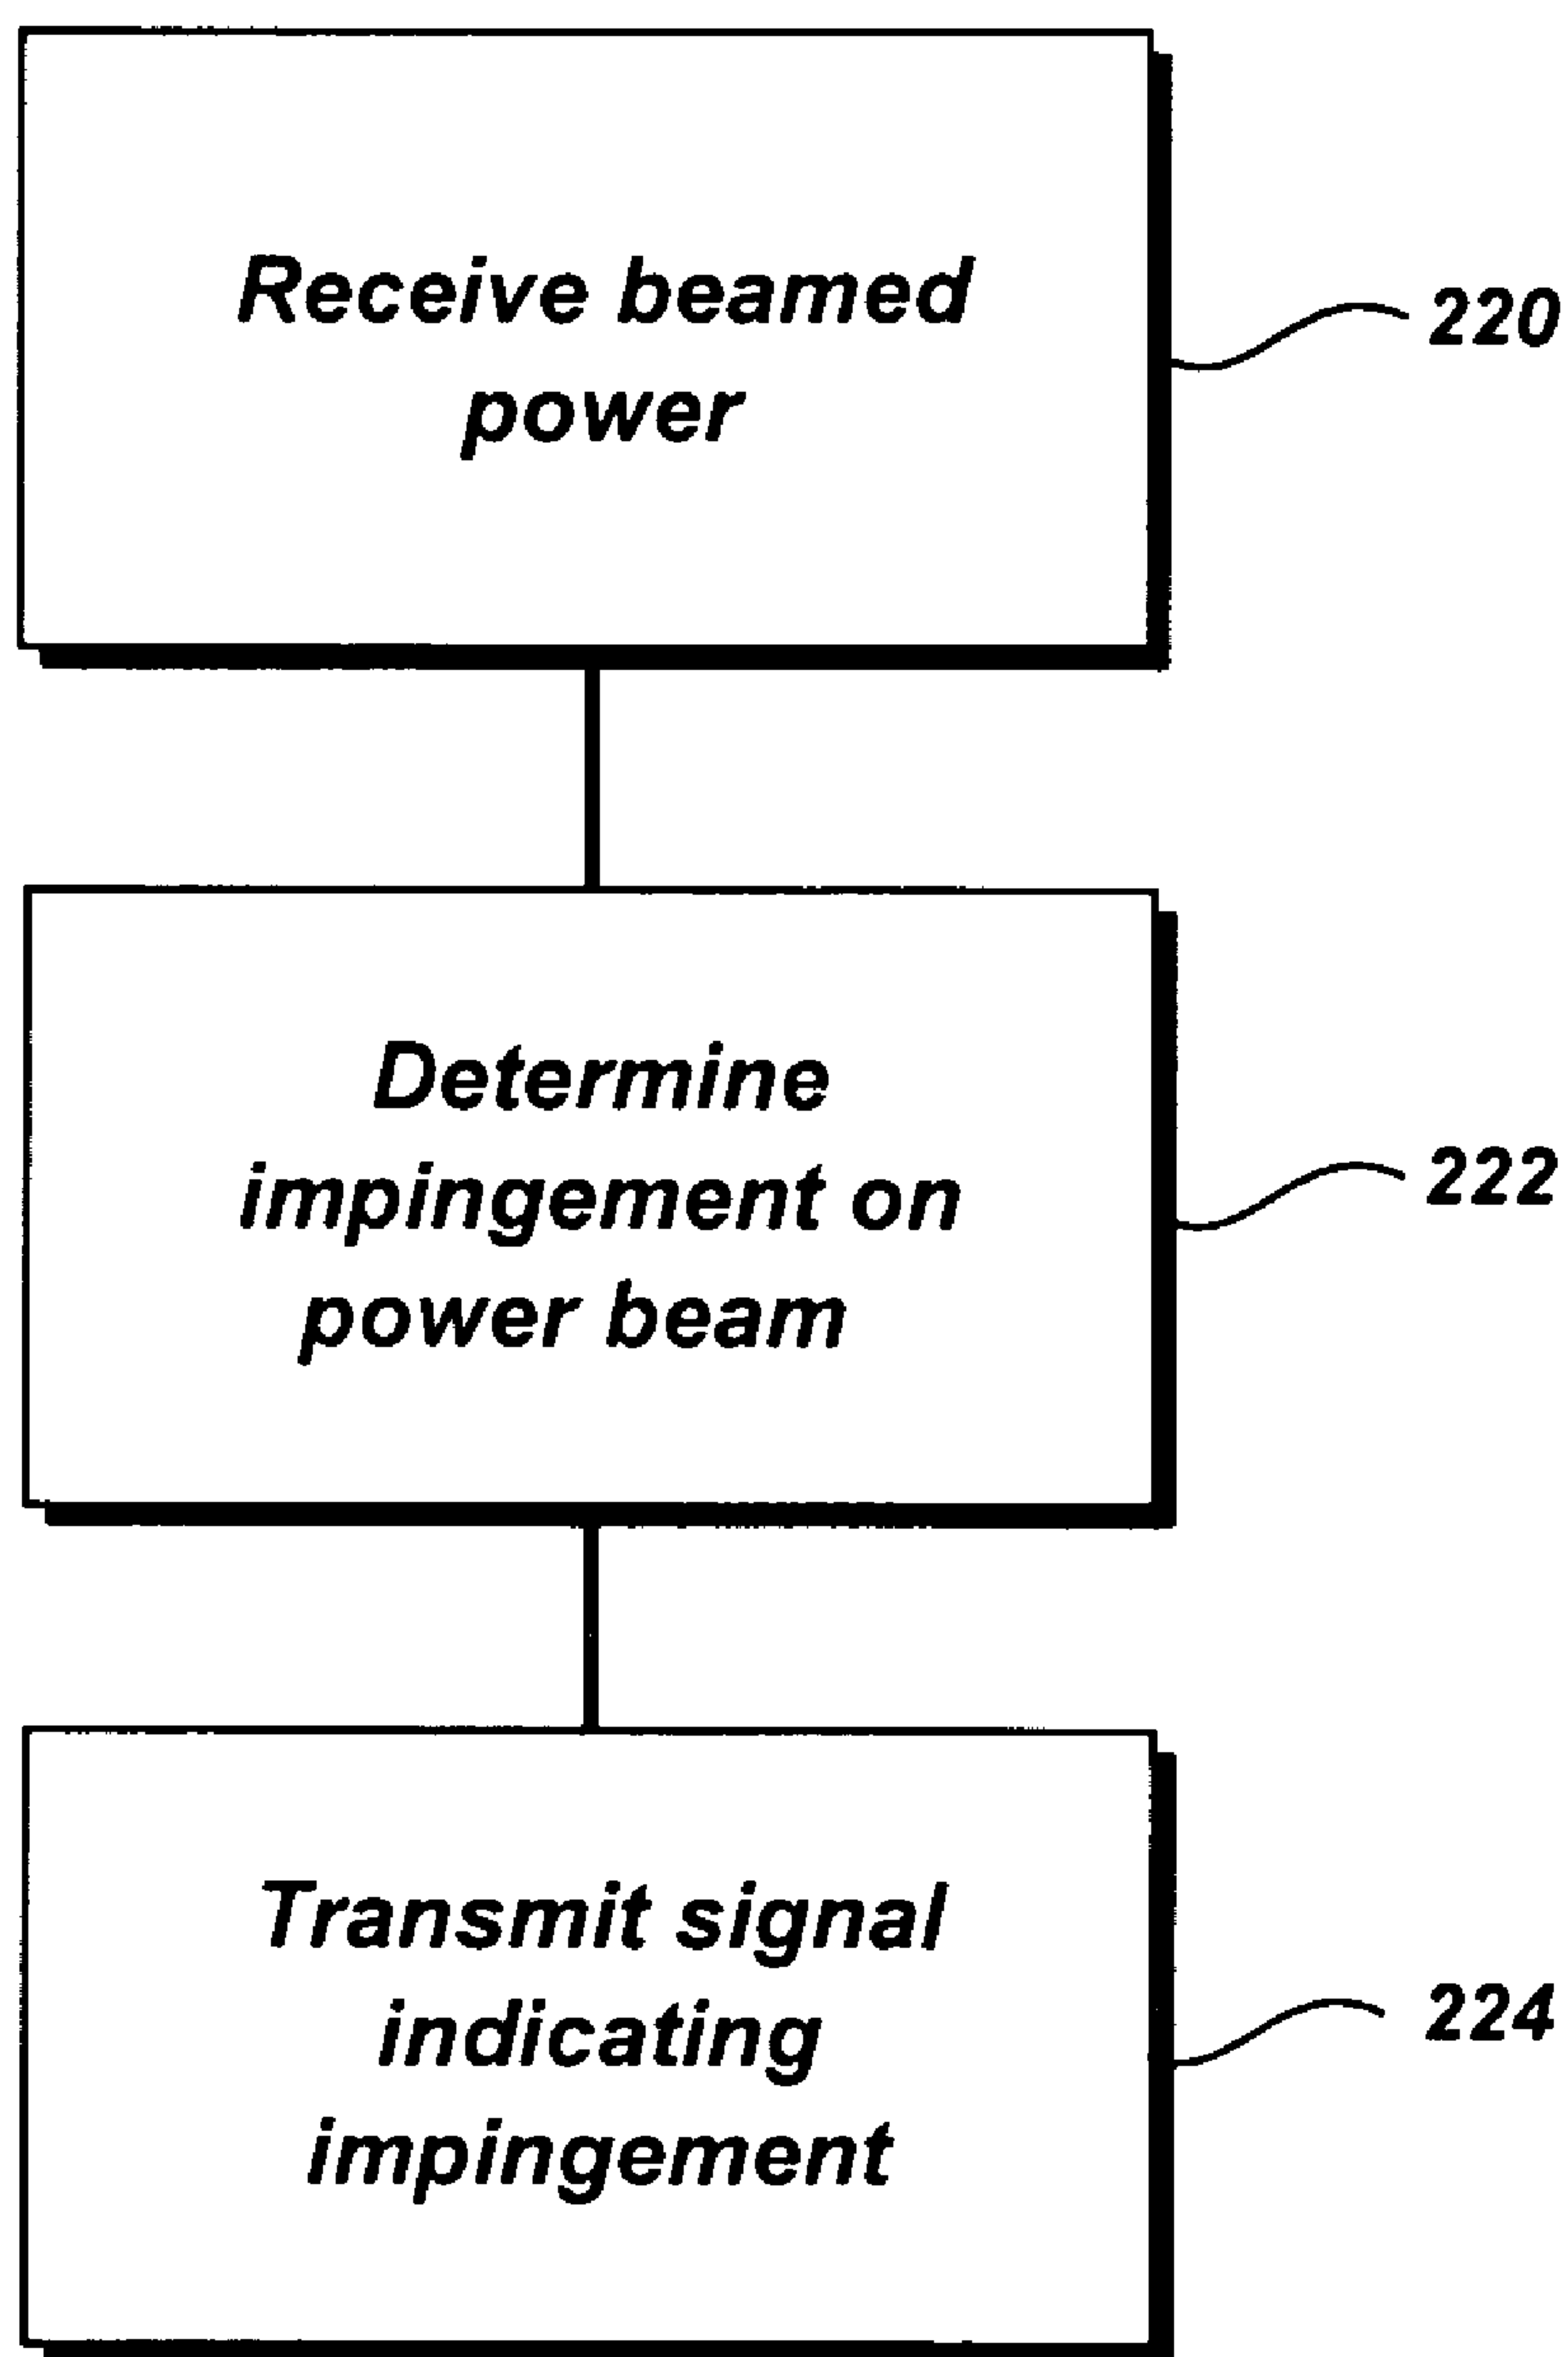 Receive beamed
power
220
Determine
impingement on
power beam
222
Transmit signal
indicating
impingement
224